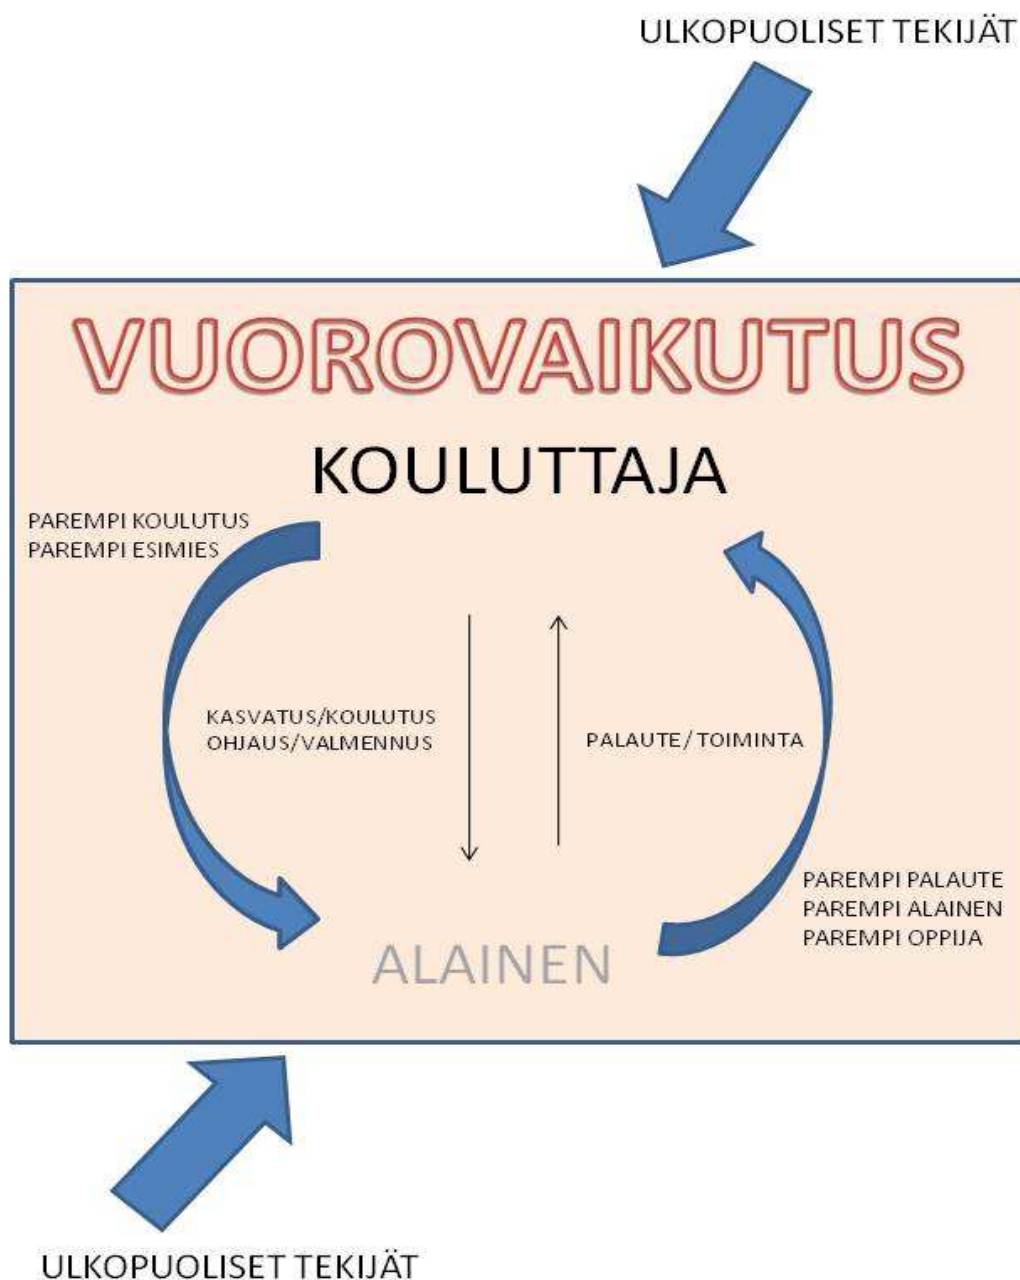 ULKOPUOLISET TEKIJÄT
VUOROVAIKUTUS
KOULUTTAJA
PAREMPI KOULUTUS
PAREMPI ESIMIES
KASVATUS/KOULUTUS
OHJAUS/VALMENNUS
PALAUTE/ TOIMINTA
PAREMPI PALAUTE
PAREMPI ALAINEN
PAREMPI OPPIJA
ALAINEN
ULKOPUOLISET TEKIJÄT